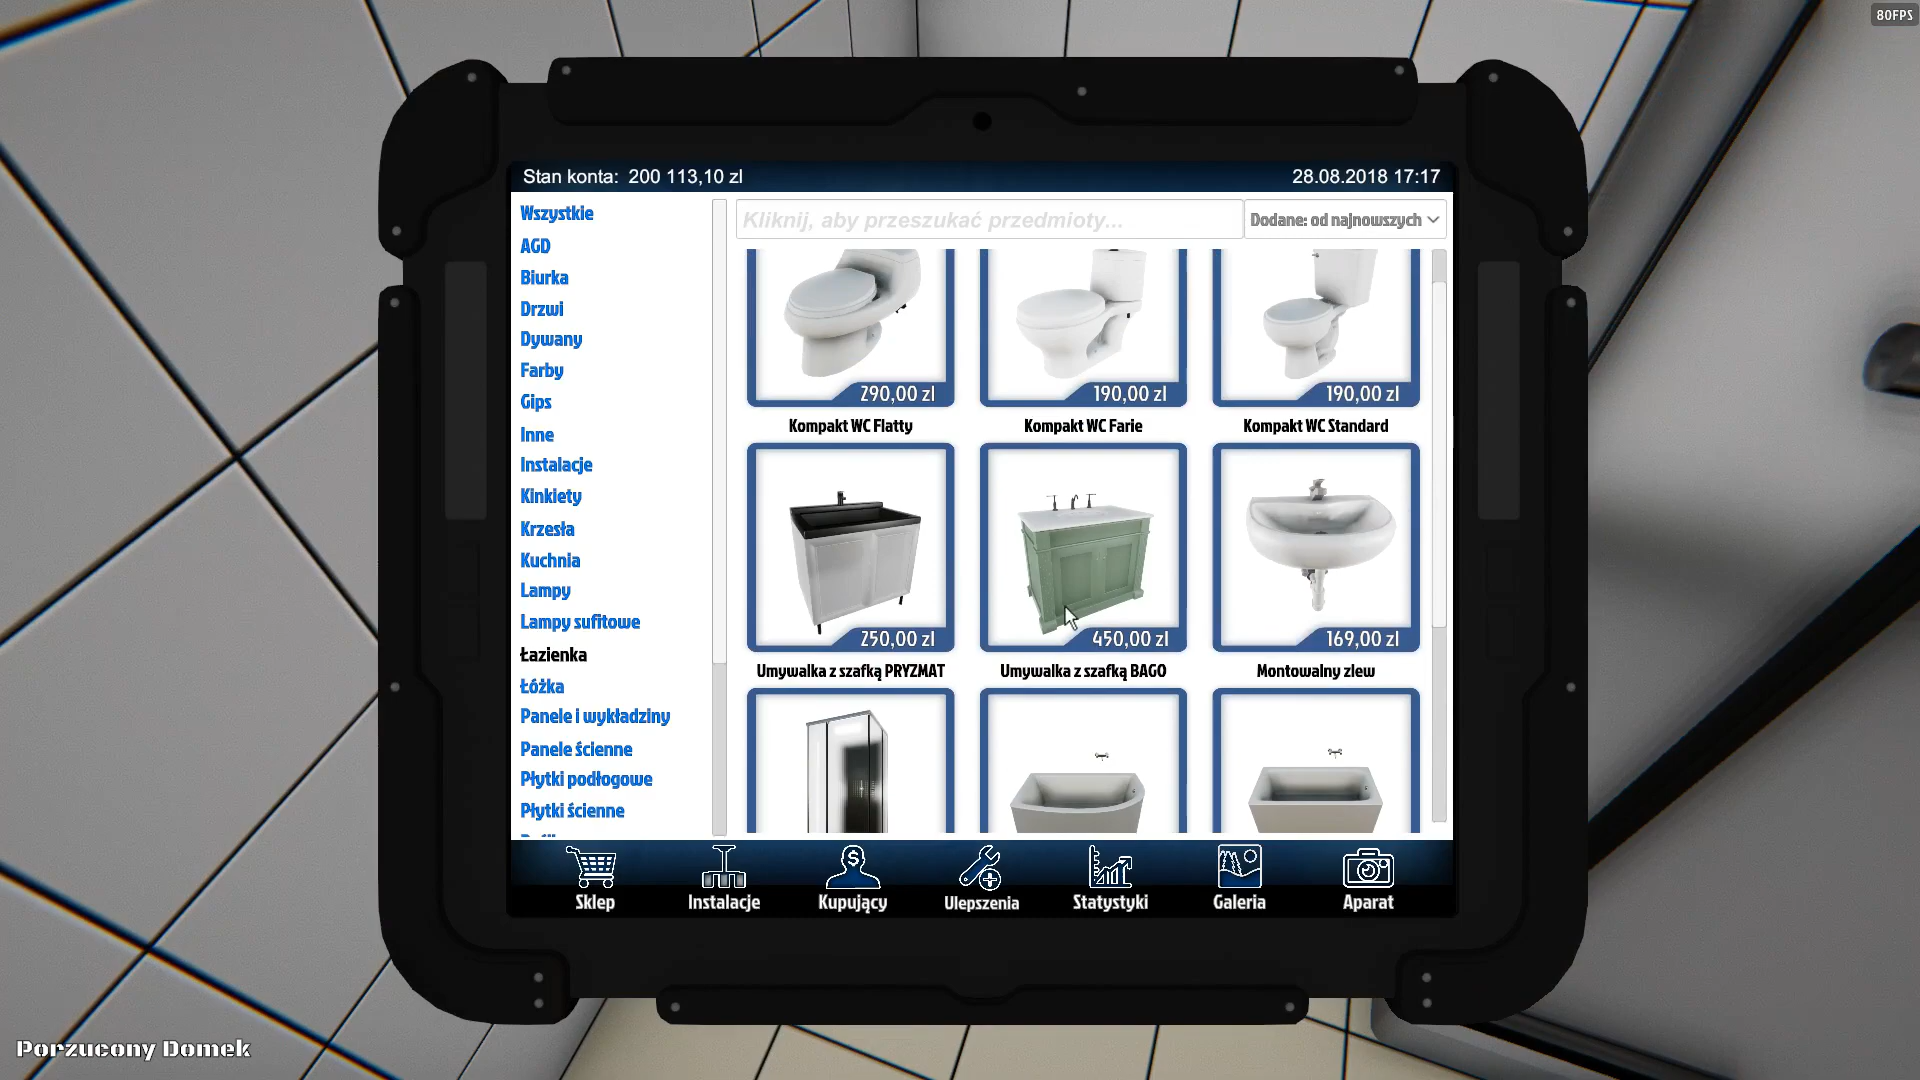 80FPS
Stan konta: 200 113,10 zl
28.08.2018 17:17
Wszystkie
AGD
Biurka
Drzwi
Dywany
Farby
Gips
Inne
Instalacje
Kinkiety
Krzesła
Kuchnia
Lampy
Lampy sufitowe
Łazienka
Łóżka
Panele i wykładziny
Panele ścienne
Płytki podłogowe
Płytki ścienne
Kliknij, aby przeszukać przedmioty...
Dodane: od najnowszych
290,00 zl
190,00 zl
190,00 zl
Kompakt WC Flatty
Kompakt WC Farie
Kompakt WC Standard
250,00 zl
450,00 zl
169,00 zl
Umywalka z szafką PRYZMAT
Umywalka z szafką BAGO
Montowalny zlew
Sklep
Instalacje
Kupujący
Ulepszenia
Statystyki
Galeria
Aparat
Porzucony Domek